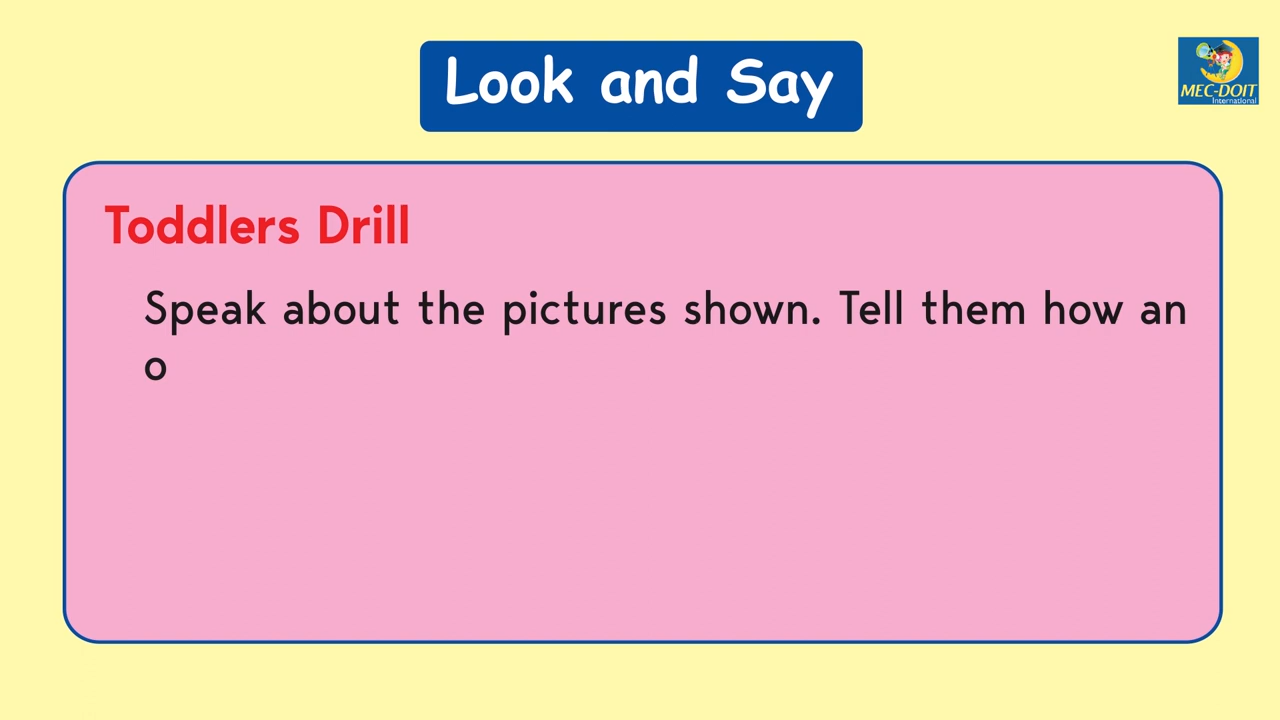 Look and Say
MEC-DOIT
International
Toddlers Drill
Speak about the pictures shown. Tell them how an
o